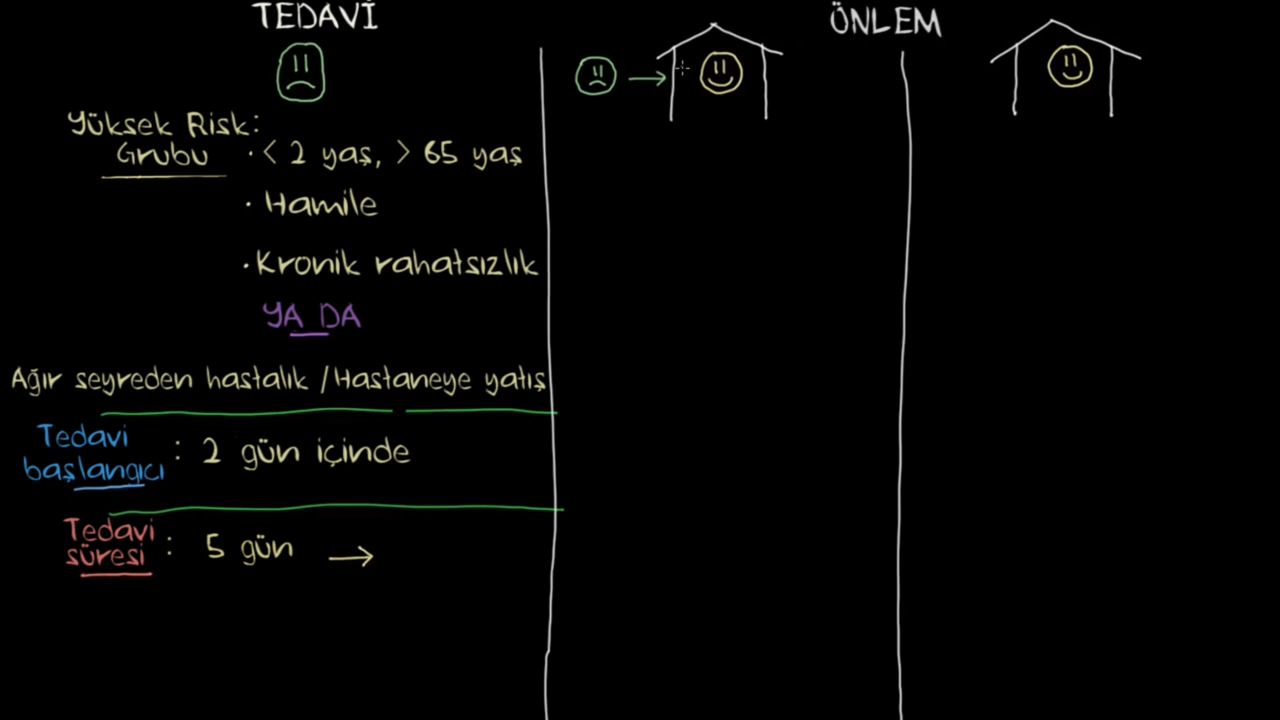 TEDAVİ
ÖNLEM
Yüksek Risk:
Grubu
· < 2 yaş, > 65 yaş
· Hamile
· Kronik rahatsızlık
YA DA
Ağır seyreden hastalık / Hastaneye yatış
Tedavi
başlangıcı : 2 gün içinde
Tedavi
süresi : 5 gün →